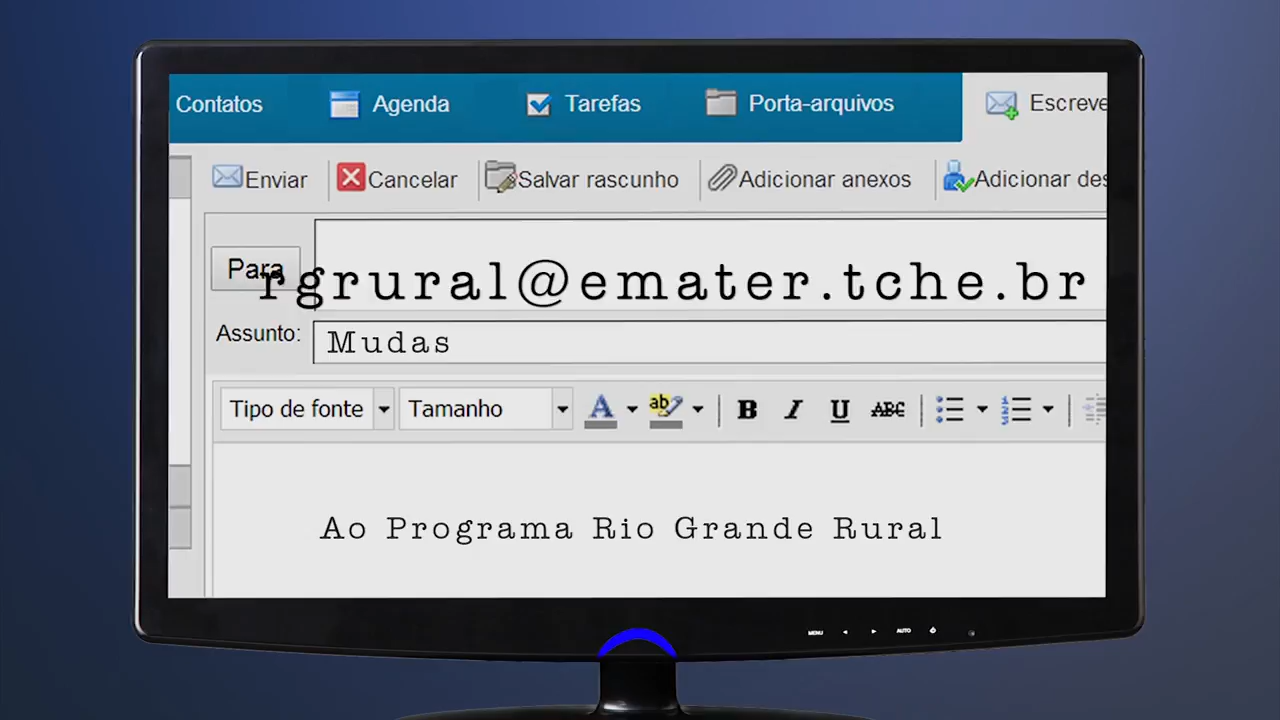 Contatos Agenda Tarefas Porta-arquivos Escreve
Enviar Cancelar Salvar rascunho Adicionar anexos Adicionar des
Para rgrural@emater.tche.br
Assunto: Mudas
Tipo de fonte Tamanho A ab B I U ABC
Ao Programa Rio Grande Rural
MENU AUTO